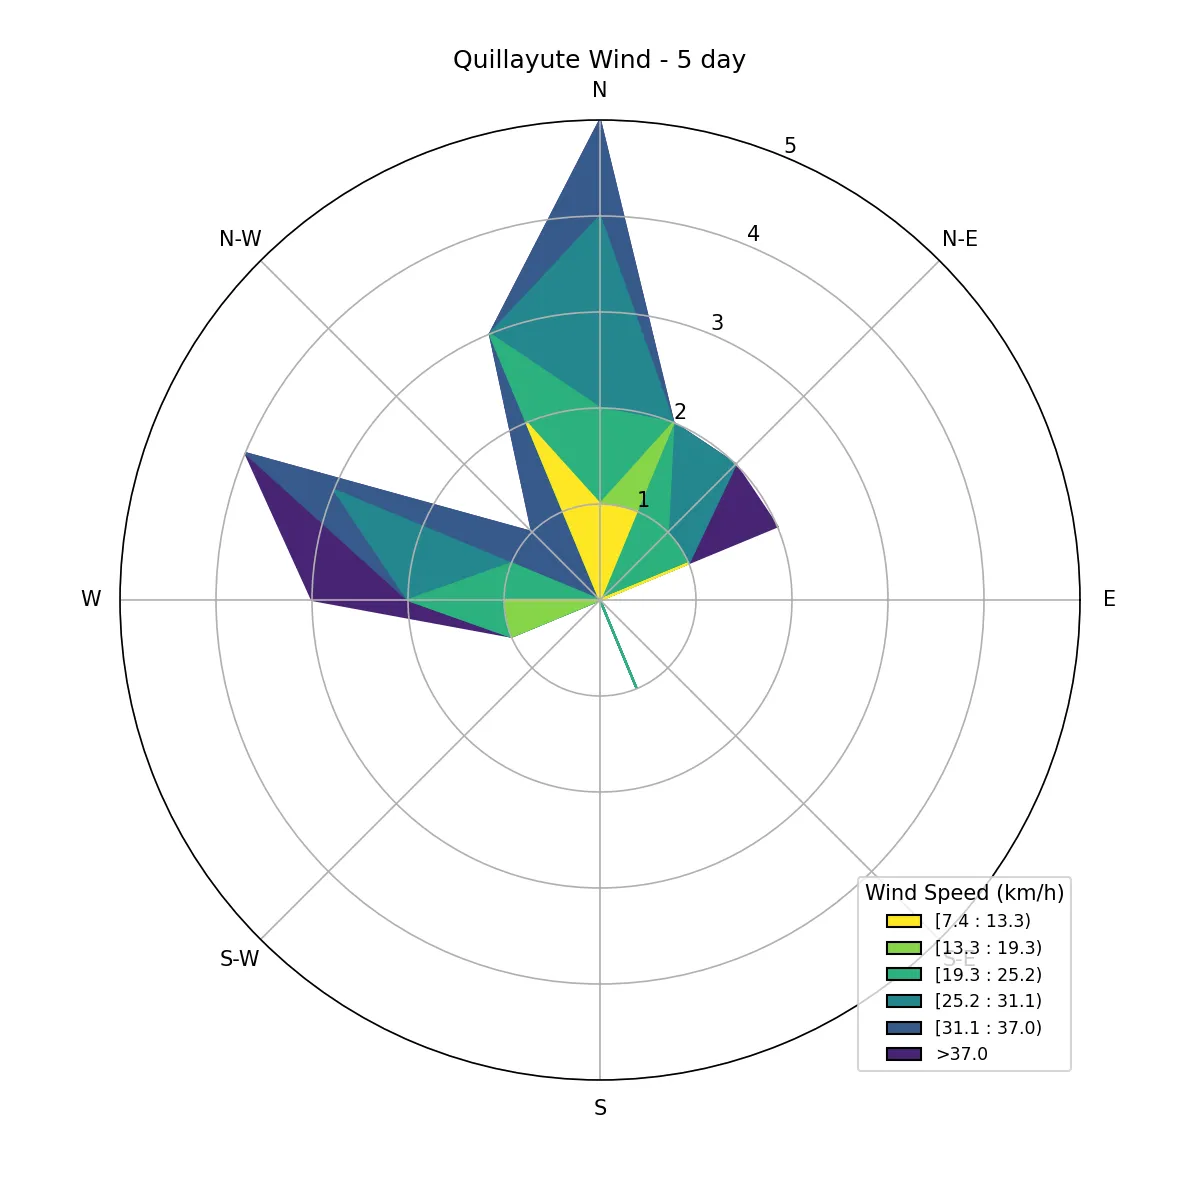 Quillayute Wind - 5 day
N
5
N-W
4
N-E
3
2
1
W
E
Wind Speed (km/h)
[7.4 : 13.3)
[13.3 : 19.3)
S-W
S-E
[19.3 : 25.2)
[25.2 : 31.1)
[31.1 : 37.0)
>37.0
S